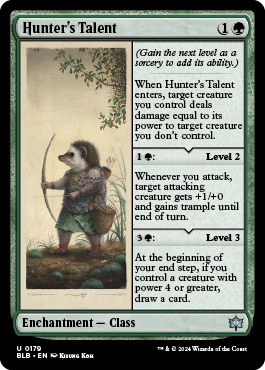 Hunter's Talent 1
(Gain the next level as a
sorcery to add its ability.)
When Hunter's Talent
enters, target creature
you control deals
damage equal to its
power to target creature
you don't control.
1 : Level 2
Whenever you attack,
target attacking
creature gets +1/+0
and gains trample until
end of turn.
3 : Level 3
At the beginning of
your end step, if you
control a creature with
power 4 or greater,
draw a card.
Enchantment — Class
U 0179
BLB • EN Kisung Koh
™ & © 2024 Wizards of the Coast